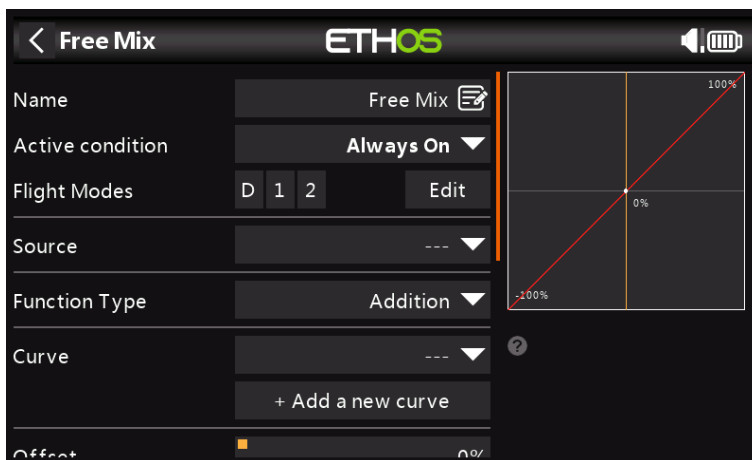 Free Mix
ETHOS
Name
Free Mix
Active condition
Always On
Flight Modes
D 1 2
Edit
Source
---
Function Type
Addition
Curve
---
+ Add a new curve
Offset
0%
100%
0%
-100%
?